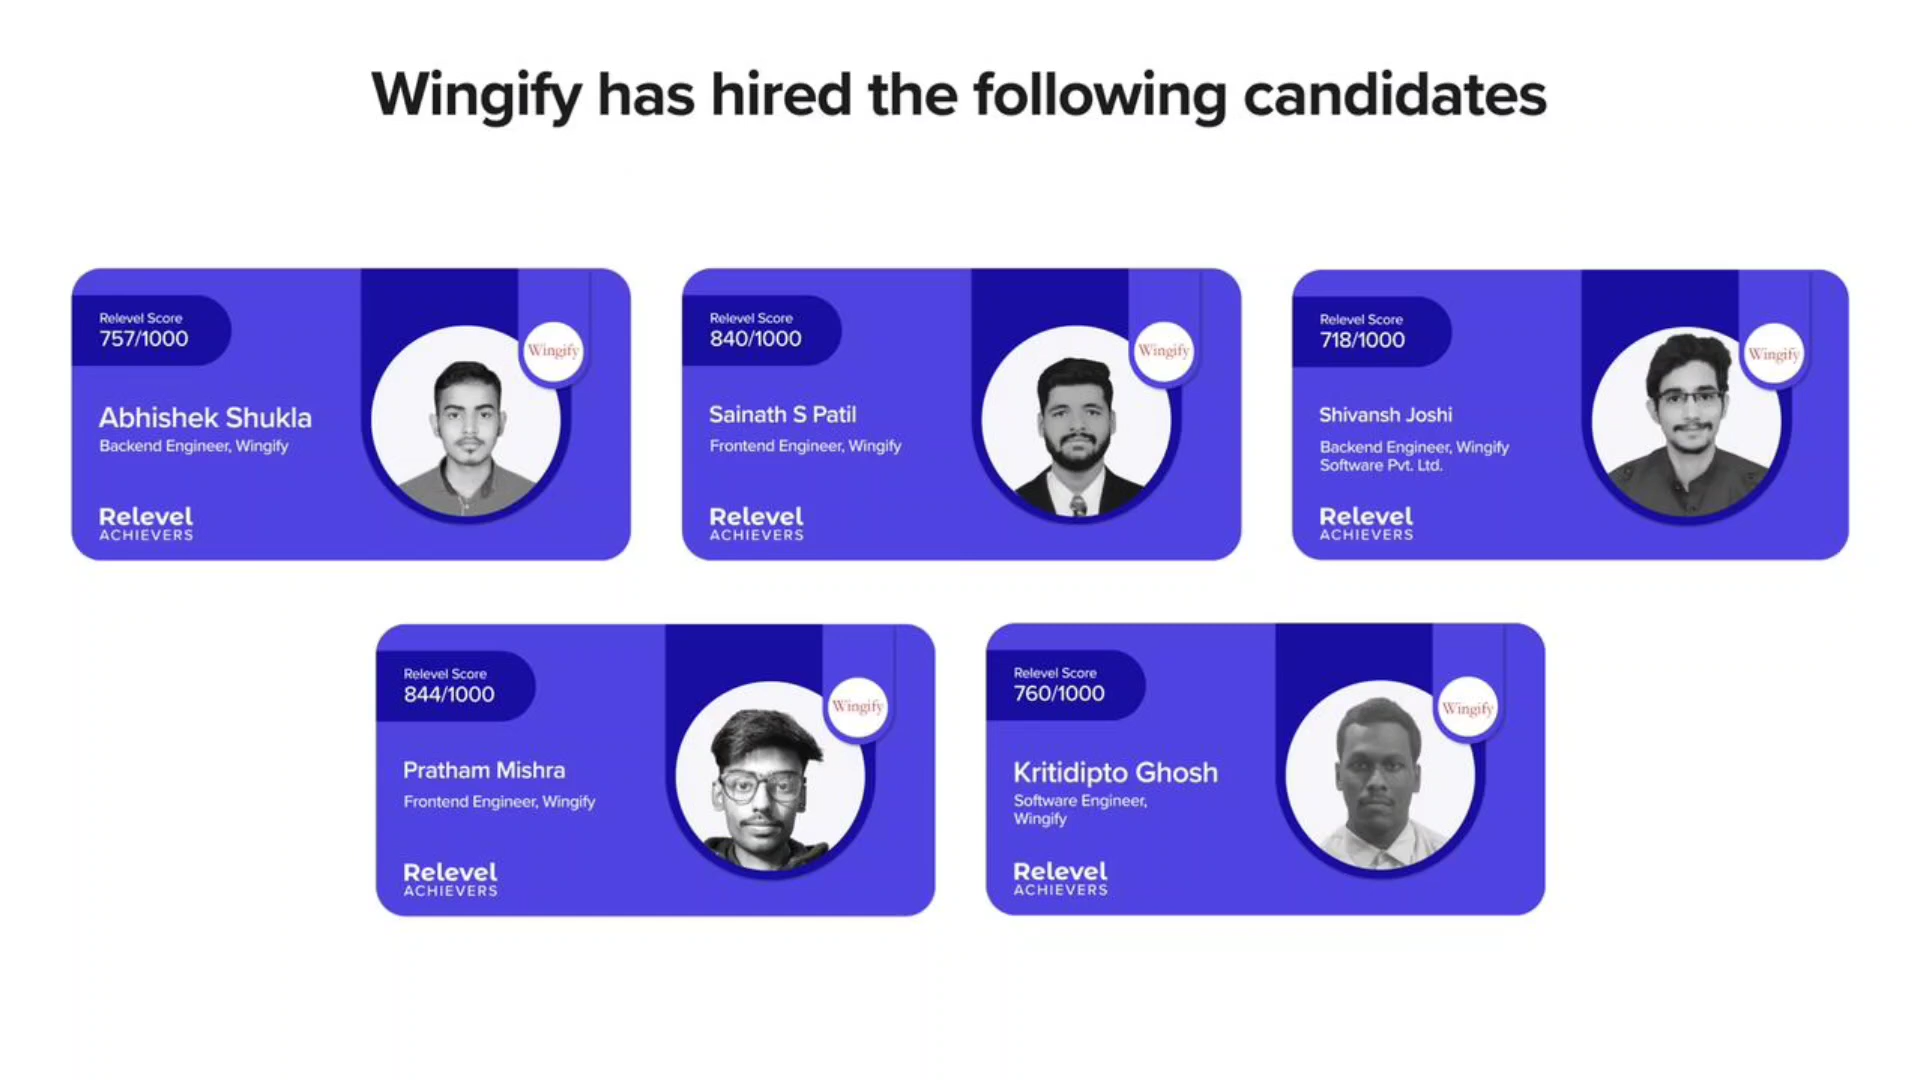 Wingify has hired the following candidates
Relevel Score
757/1000
Wingify
Abhishek Shukla
Backend Engineer, Wingify
Relevel
ACHIEVERS
Relevel Score
840/1000
Wingify
Sainath S Patil
Frontend Engineer, Wingify
Relevel
ACHIEVERS
Relevel Score
718/1000
Wingify
Shivansh Joshi
Backend Engineer, Wingify
Software Pvt. Ltd.
Relevel
ACHIEVERS
Relevel Score
844/1000
Wingify
Pratham Mishra
Frontend Engineer, Wingify
Relevel
ACHIEVERS
Relevel Score
760/1000
Wingify
Kritidipto Ghosh
Software Engineer,
Wingify
Relevel
ACHIEVERS